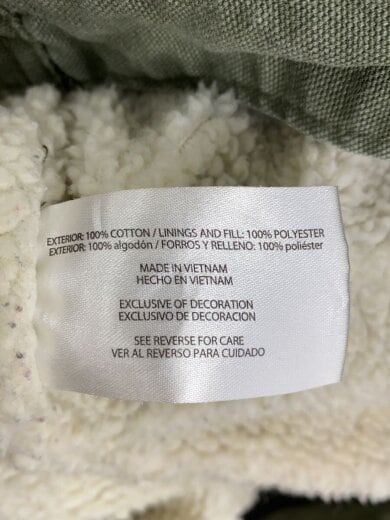 EXTERIOR: 100% COTTON / LININGS AND FILL: 100% POLYESTER
EXTERIOR: 100% algodón / FORROS Y RELLENO: 100% poliéster
MADE IN VIETNAM
HECHO EN VIETNAM
EXCLUSIVE OF DECORATION
EXCLUSIVO DE DECORACION
SEE REVERSE FOR CARE
VER AL REVERSO PARA CUIDADO